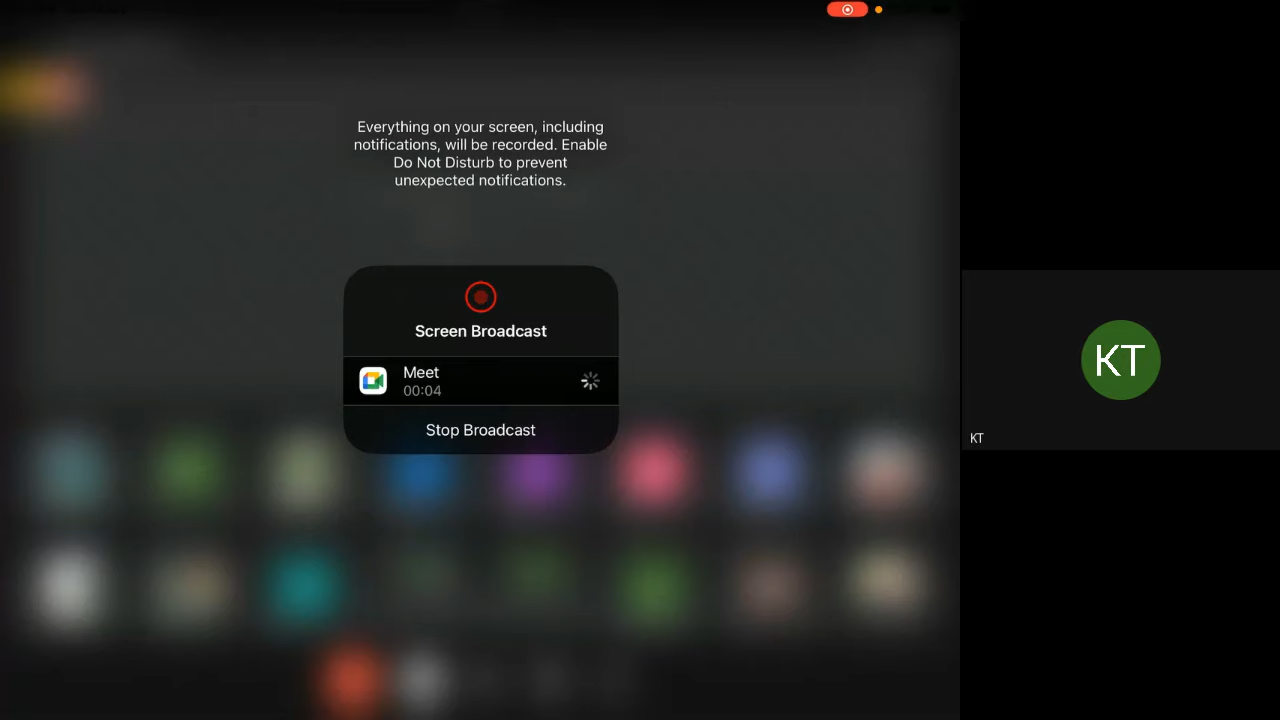 Everything on your screen, including
notifications, will be recorded. Enable
Do Not Disturb to prevent
unexpected notifications.
Screen Broadcast
Meet
00:04
Stop Broadcast
KT
KT